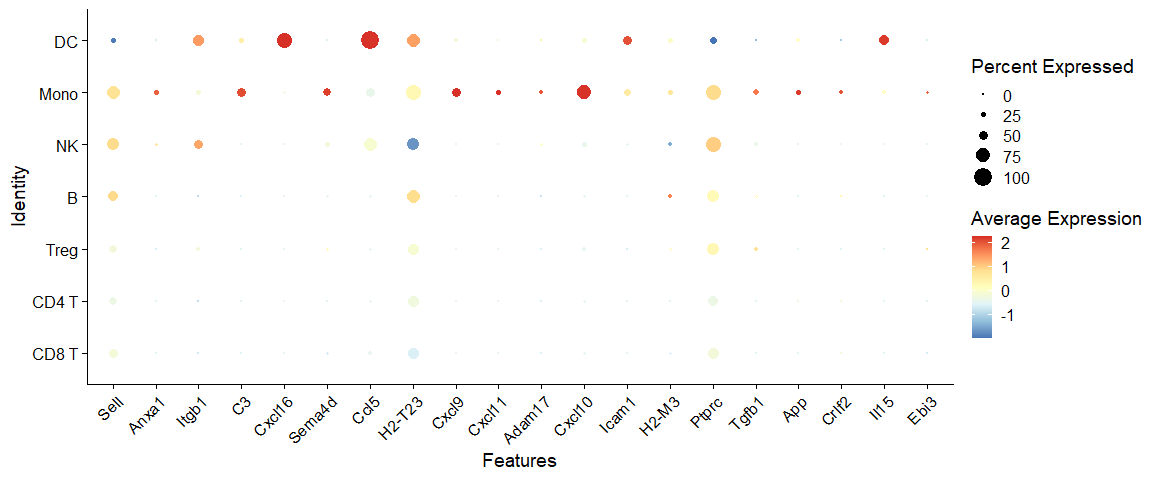 DC
Mono
NK
B
Treg
CD4 T
CD8 T
Identity
Sell
Anxa1
Itgb1
C3
Cxcl16
Sema4d
Ccl5
H2-T23
Cxcl9
Cxcl11
Adam17
Cxcl10
Icam1
H2-M3
Ptprc
Tgfb1
App
Crlf2
Il15
Ebi3
Features
Percent Expressed
0
25
50
75
100
Average Expression
2
1
0
-1